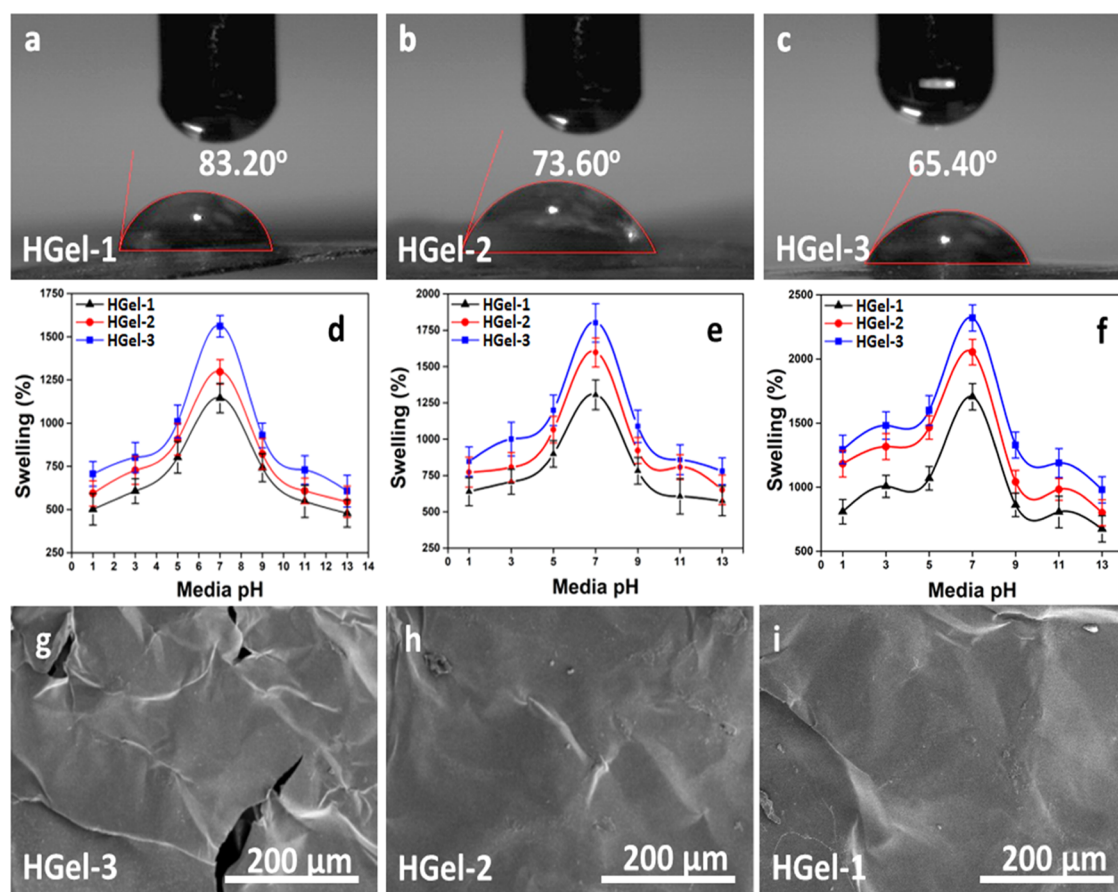 a
83.20º
HGel-1
b
73.60º
HGel-2
c
65.40º
HGel-3
d
HGel-1
HGel-2
HGel-3
Swelling (%)
1750
1500
1250
1000
750
500
250
0 1 2 3 4 5 6 7 8 9 10 11 12 13 14
Media pH
e
HGel-1
HGel-2
HGel-3
Swelling (%)
2000
1750
1500
1250
1000
750
500
250
0 1 3 5 7 9 11 13
Media pH
f
HGel-1
HGel-2
HGel-3
Swelling (%)
2500
2000
1500
1000
500
0 1 3 5 7 9 11 13
Media pH
g
HGel-3
200 µm
h
HGel-2
200 µm
i
HGel-1
200 µm